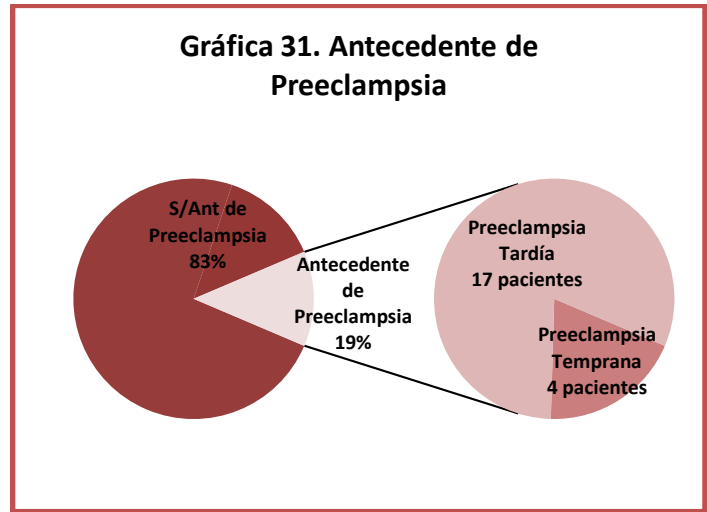 Gráfica 31. Antecedente de
Preeclampsia
S/Ant de
Preeclampsia
83%
Antecedente
de
Preeclampsia
19%
Preeclampsia
Tardía
17 pacientes
Preeclampsia
Temprana
4 pacientes